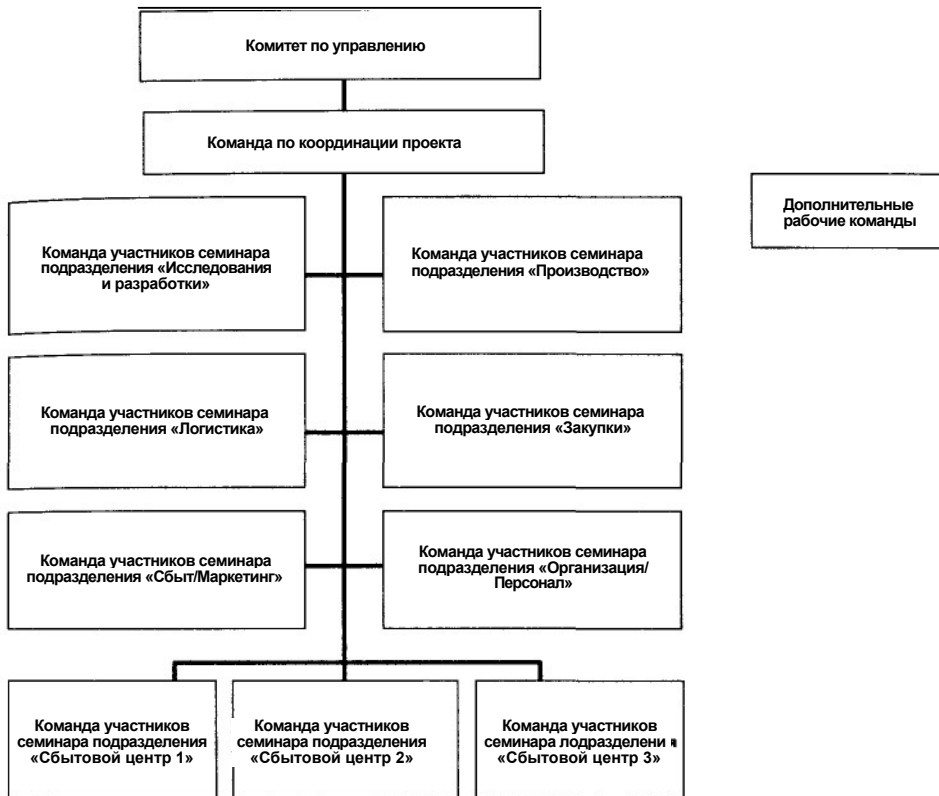 Комитет по управлению
Команда по координации проекта
Дополнительные
рабочие команды
Команда участников семинара
подразделения «Исследования
и разработки»
Команда участников семинара
подразделения «Производство»
Команда участников семинара
подразделения «Логистика»
Команда участников семинара
подразделения «Закупки»
Команда участников семинара
подразделения «Сбыт/Маркетинг»
Команда участников семинара
подразделения «Организация/
Персонал»
Команда участников
семинара подразделения
«Сбытовой центр 1»
Команда участников
семинара подразделения
«Сбытовой центр 2»
Команда участников
семинара лодразделени я
«Сбытовой центр 3»